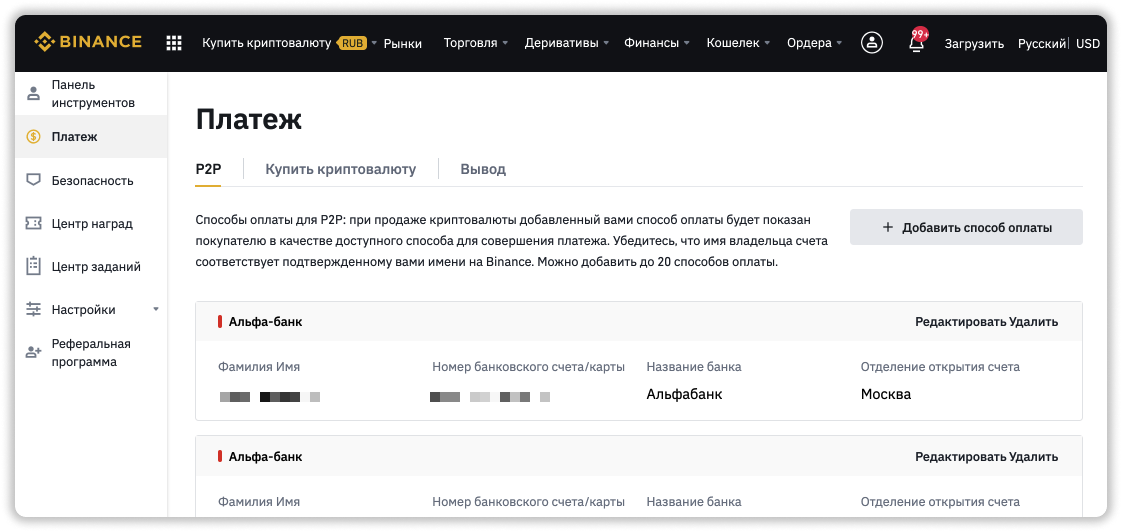 BINANCE Купить криптовалюту RUB Рынки Торговля Деривативы Финансы Кошелек Ордера 99+ Загрузить Русский USD
Панель
инструментов
Платеж
Безопасность
Центр наград
Центр заданий
Настройки
Реферальная
программа
Платеж
P2P Купить криптовалюту Вывод
Способы оплаты для P2P: при продаже криптовалюты добавленный вами способ оплаты будет показан
покупателю в качестве доступного способа для совершения платежа. Убедитесь, что имя владельца счета
соответствует подтвержденному вами имени на Binance. Можно добавить до 20 способов оплаты.
+ Добавить способ оплаты
Альфа-банк Редактировать Удалить
Фамилия Имя Номер банковского счета/карты Название банка Отделение открытия счета
Альфабанк Москва
Альфа-банк Редактировать Удалить
Фамилия Имя Номер банковского счета/карты Название банка Отделение открытия счета